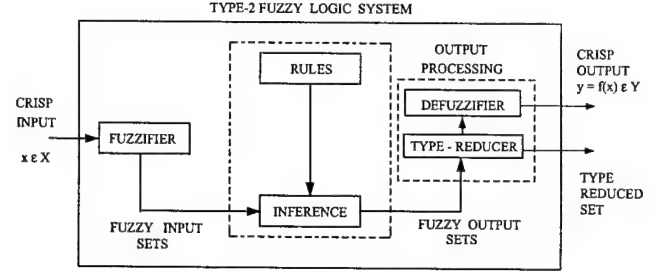 TYPE-2 FUZZY LOGIC SYSTEM
OUTPUT
PROCESSING
CRISP
OUTPUT
y = f(x) ε Y
RULES
DEFUZZIFIER
CRISP
INPUT
x ε X
FUZZIFIER
TYPE - REDUCER
TYPE
REDUCED
SET
INFERENCE
FUZZY INPUT
SETS
FUZZY OUTPUT
SETS